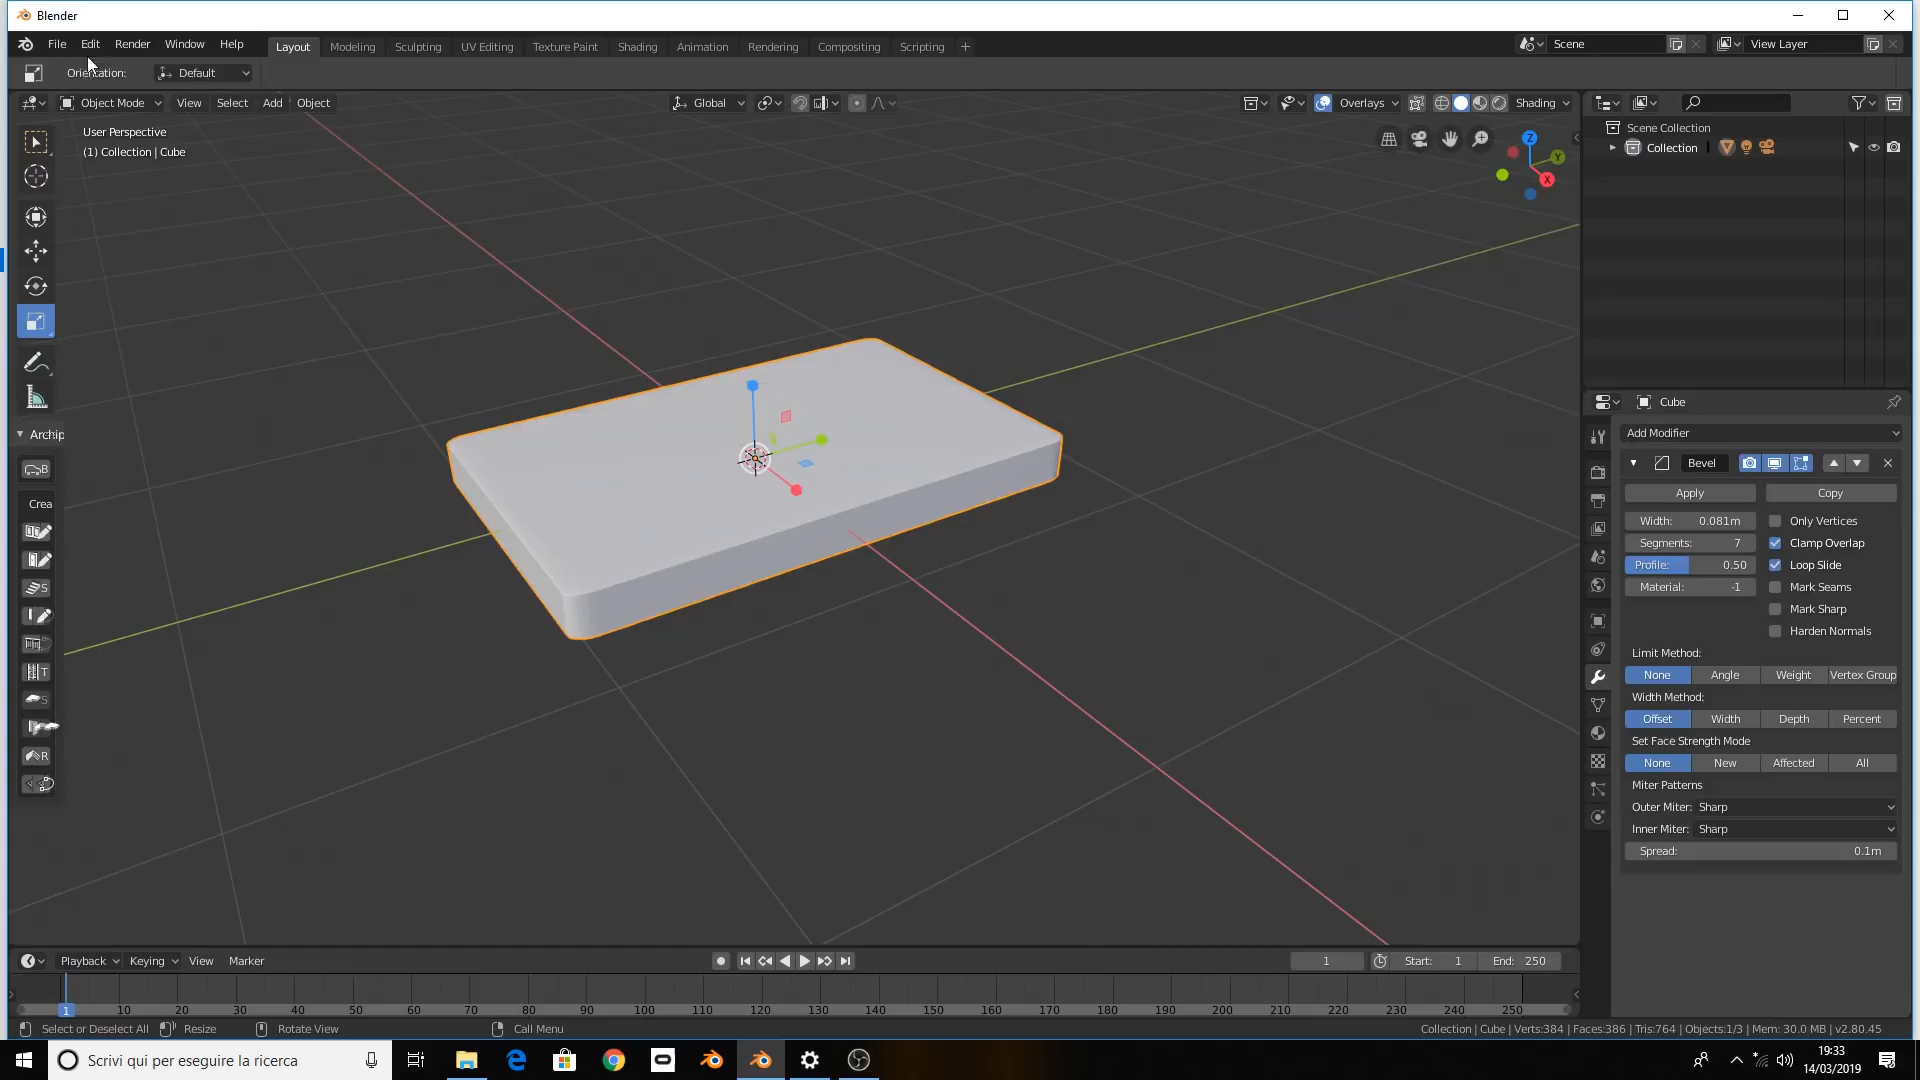 Blender
File Edit Render Window Help Layout Modeling Sculpting UV Editing Texture Paint Shading Animation Rendering Compositing Scripting + Scene View Layer
Orientation: Default
Object Mode View Select Add Object Global Overlays Shading
User Perspective
(1) Collection | Cube
Z
Y
X
Scene Collection
Collection
Cube
Archip
Add Modifier
B
Bevel
Crea
Apply Copy
Width: 0.081m Only Vertices
Segments: 7 Clamp Overlap
Profile: 0.50 Loop Slide
S
Material: -1 Mark Seams
Mark Sharp
Harden Normals
Limit Method:
T
None Angle Weight Vertex Group
S
Width Method:
Offset Width Depth Percent
Set Face Strength Mode
R
None New Affected All
Miter Patterns
Outer Miter: Sharp
Inner Miter: Sharp
Spread: 0.1m
Playback Keying View Marker 1 Start: 1 End: 250
1 10 20 30 40 50 60 70 80 90 100 110 120 130 140 150 160 170 180 190 200 210 220 230 240 250
Select or Deselect All Resize Rotate View Call Menu Collection | Cube | Verts:384 | Faces:386 | Tris:764 | Objects:1/3 | Mem: 30.0 MB | v2.80.45
Scrivi qui per eseguire la ricerca
19:33
14/03/2019